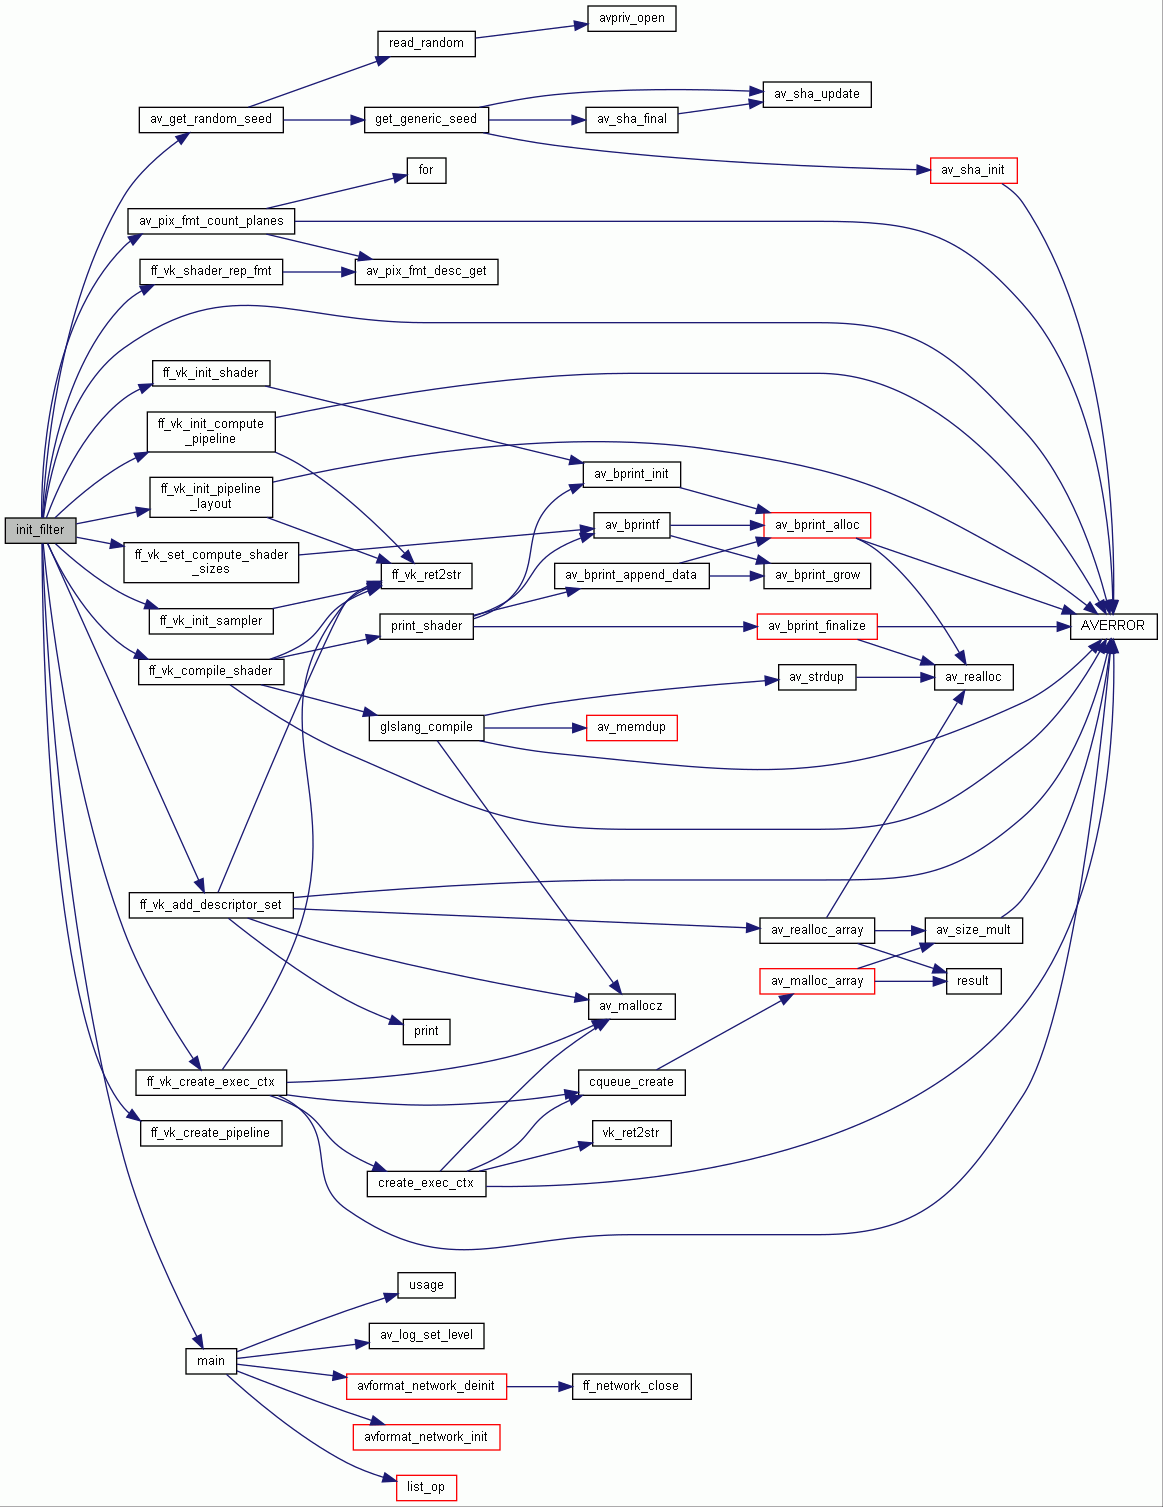 avpriv_open
read_random
av_sha_update
av_get_random_seed
get_generic_seed
av_sha_final
av_sha_init
for
av_pix_fmt_count_planes
ff_vk_shader_rep_fmt
av_pix_fmt_desc_get
ff_vk_init_shader
ff_vk_init_compute
_pipeline
av_bprint_init
ff_vk_init_pipeline
_layout
init_filter
av_bprintf
av_bprint_alloc
ff_vk_set_compute_shader
_sizes
ff_vk_ret2str
av_bprint_append_data
av_bprint_grow
ff_vk_init_sampler
print_shader
av_bprint_finalize
AVERROR
ff_vk_compile_shader
av_strdup
av_realloc
glslang_compile
av_memdup
ff_vk_add_descriptor_set
av_realloc_array
av_size_mult
av_malloc_array
result
av_mallocz
print
ff_vk_create_exec_ctx
cqueue_create
ff_vk_create_pipeline
vk_ret2str
create_exec_ctx
usage
av_log_set_level
main
avformat_network_deinit
ff_network_close
avformat_network_init
list_op